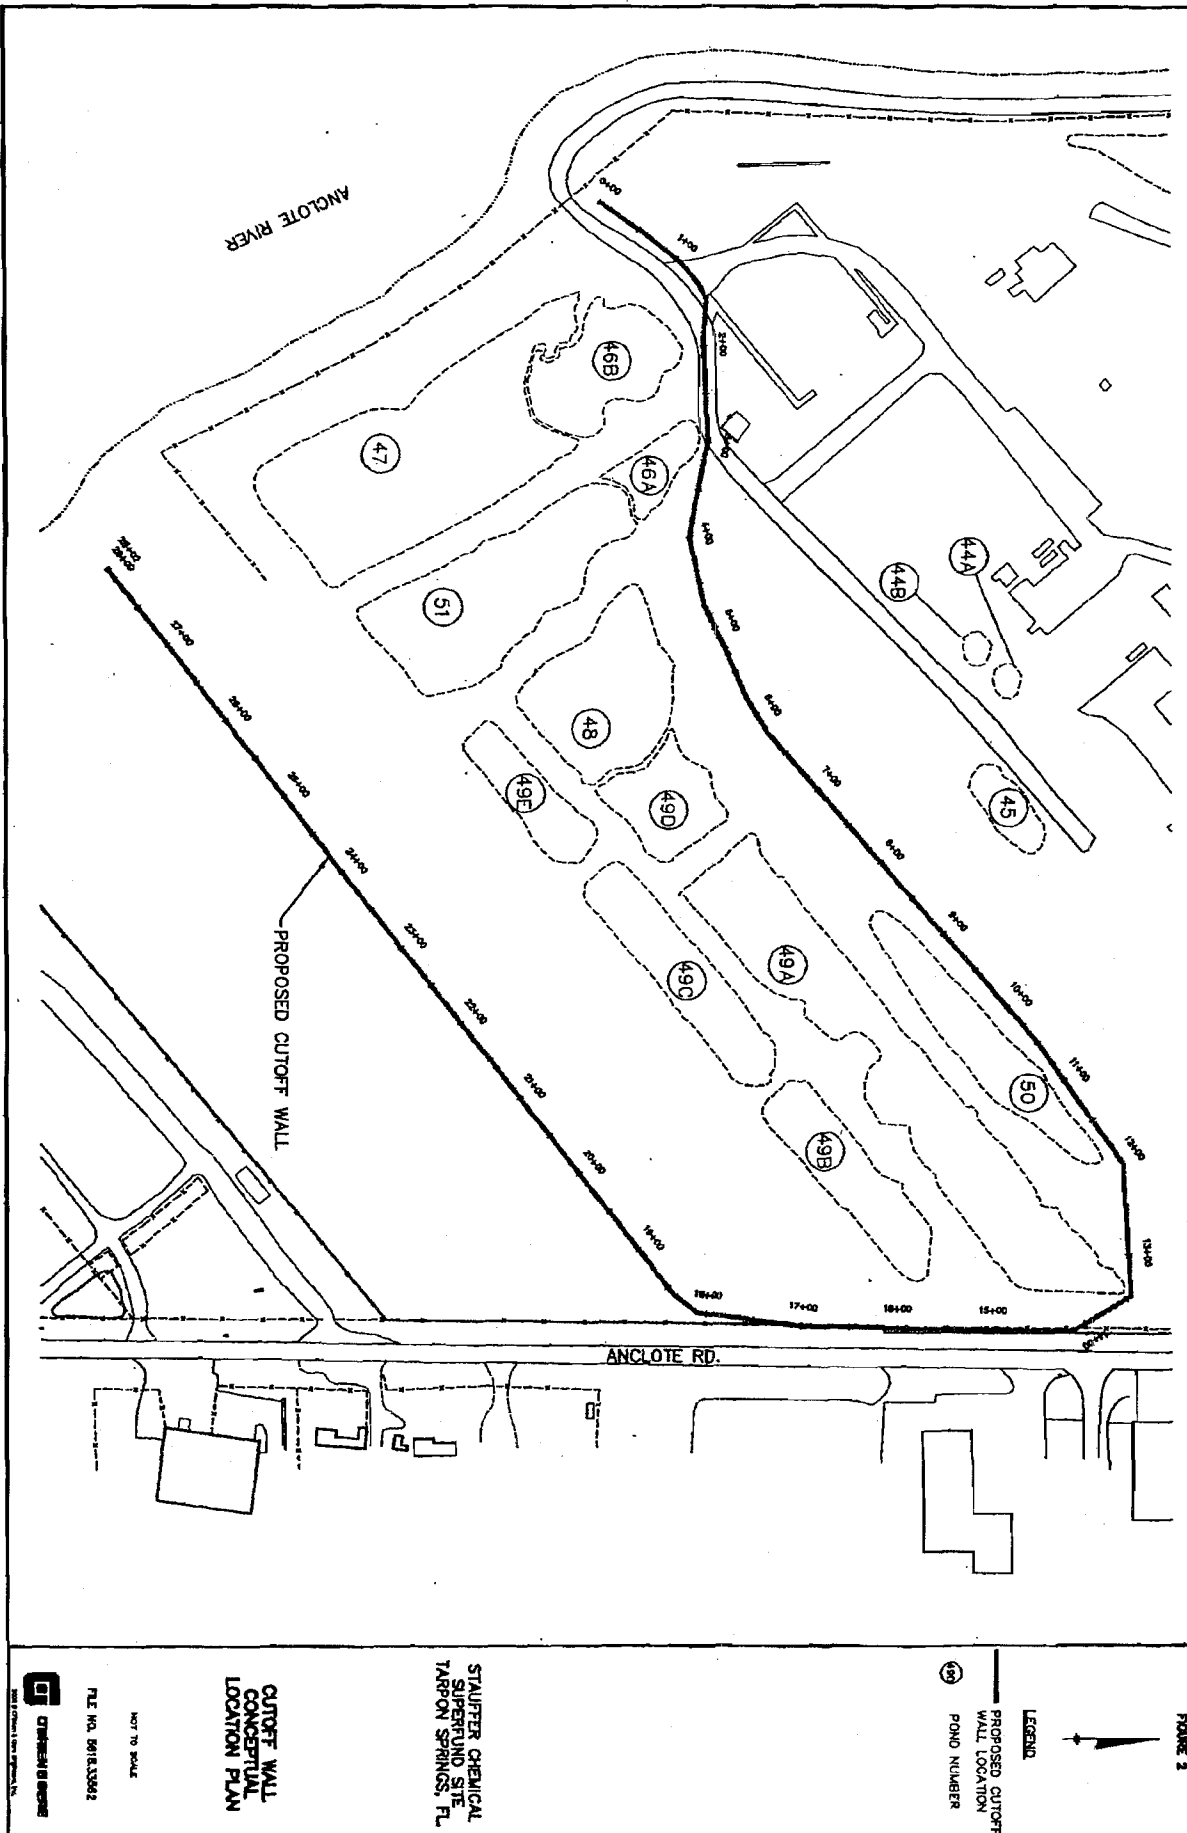 FIGURE 2
LEGEND
PROPOSED CUTOFF
WALL LOCATION
POND NUMBER
STAUFFER CHEMICAL
SUPERFUND SITE
TARPON SPRINGS, FL.
CUTOFF WALL
CONCEPTUAL
LOCATION PLAN
NOT TO SCALE
ANCLOTE RIVER
ANCLOTE RD.
PROPOSED CUTOFF WALL
0+00
1+00
2+00
4+00
5+00
6+00
7+00
8+00
9+00
10+00
11+00
12+00
13+00
15+00
16+00
17+00
18+00
19+00
20+00
21+00
22+00
23+00
24+00
25+00
26+00
27+00
28+00
46B
47
46A
51
48
49E
49D
49A
49C
49B
50
44A
44B
45